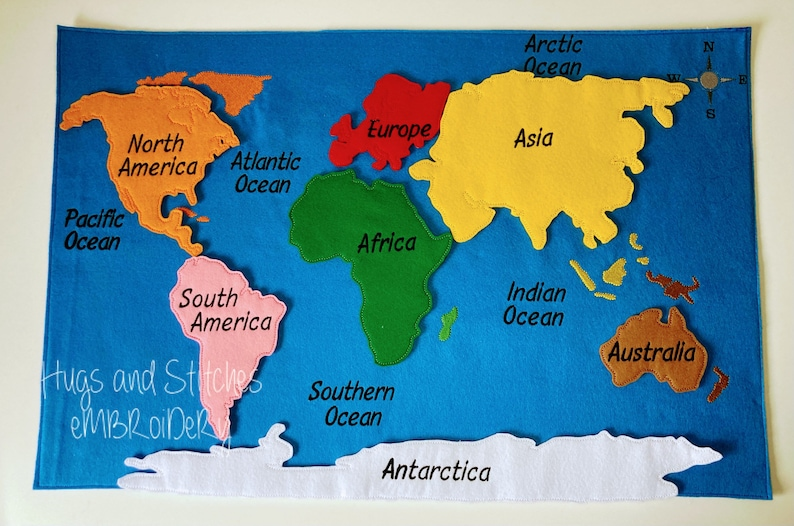 Arctic
Ocean
N
W
E
S
North
America
Europe
Asia
Atlantic
Ocean
Pacific
Ocean
Africa
South
America
Indian
Ocean
Australia
Hugs and Stitches
eMBRoiDeRy
Southern
Ocean
Antarctica